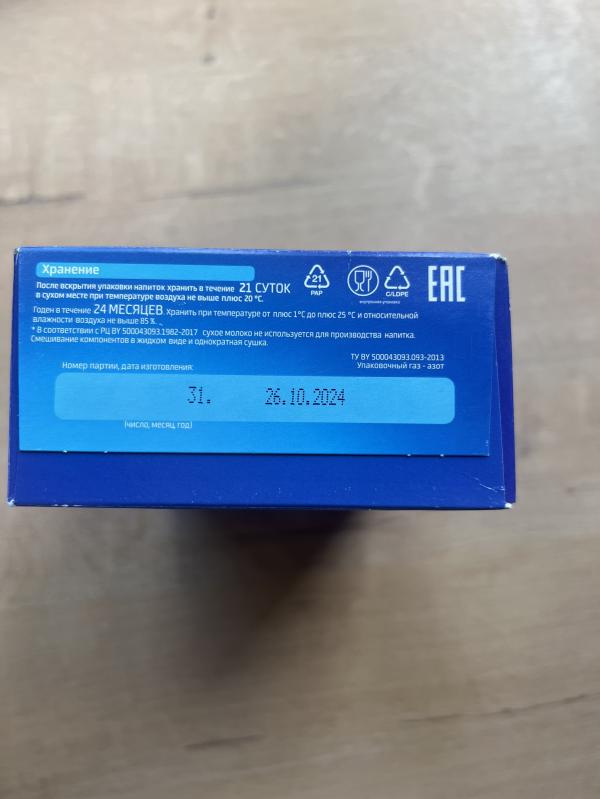 Хранение
После вскрытия упаковки напиток хранить в течение 21 СУТОК
в сухом месте при температуре воздуха не выше плюс 20 °С.
21
PAP
C/LDPE
внутренняя упаковка
EAC
Годен в течение 24 МЕСЯЦЕВ. Хранить при температуре от плюс 1°С до плюс 25 °С и относительной
влажности воздуха не выше 85 %.
* В соответствии с РЦ BY 500043093.1982-2017 сухое молоко не используется для производства напитка.
Смешивание компонентов в жидком виде и однократная сушка.
ТУ BY 500043093.093-2013
Упаковочный газ - азот
Номер партии, дата изготовления:
31. 26.10.2024
(число, месяц, год)